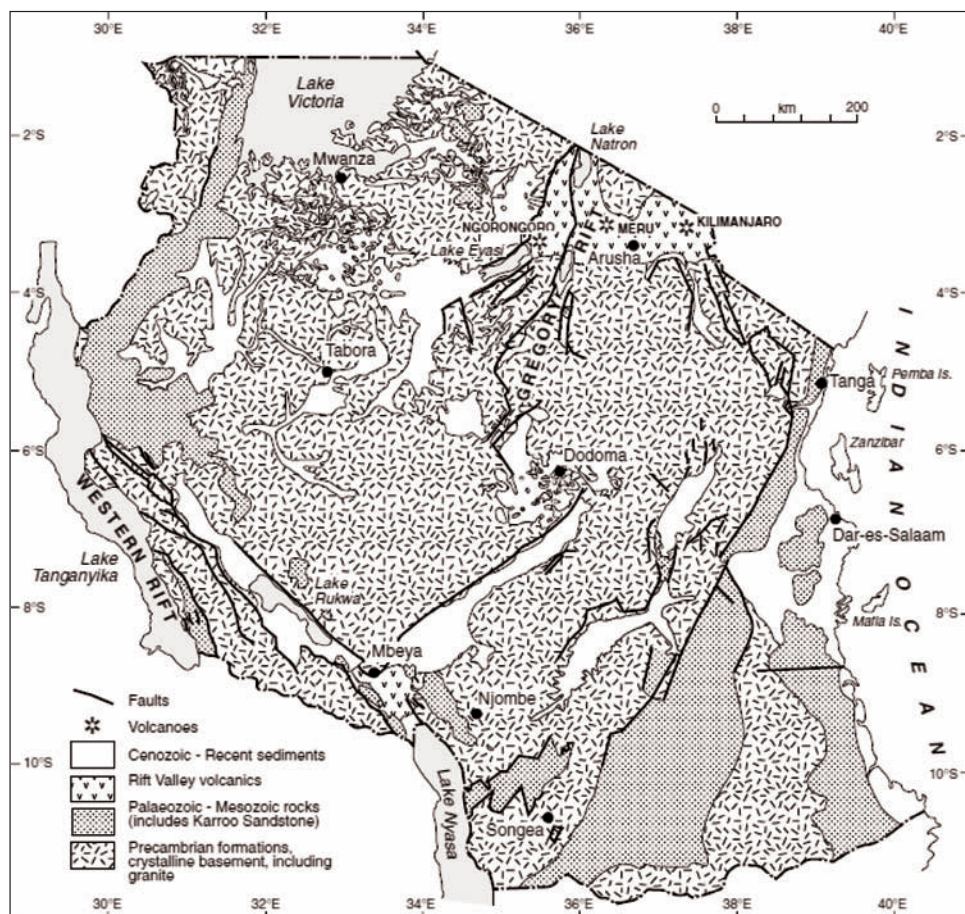 30°E
32°E
34°E
36°E
38°E
40°E
Lake
Victoria
0 km 200
2°S
2°S
Lake
Natron
Mwanza
NGORONGORO
MERU
KILIMANJARO
RIFT
Lake Eyasi
Arusha
4°S
4°S
GREGORY
Tabora
Tanga
Pemba Is.
INDIAN OCEAN
6°S
6°S
Zanzibar
Dodoma
WESTERN RIFT
Dar-es-Salaam
Lake
Tanganyika
Lake
Rukwa
8°S
8°S
Mafia Is.
Mbeya
Njombe
Faults
Volcanoes
Cenozoic - Recent sediments
10°S
10°S
Rift Valley volcanics
Lake Nyasa
Palaeozoic - Mesozoic rocks
(includes Karroo Sandstone)
Songea
Precambrian formations,
crystalline basement, including
granite
30°E
32°E
34°E
36°E
38°E
40°E